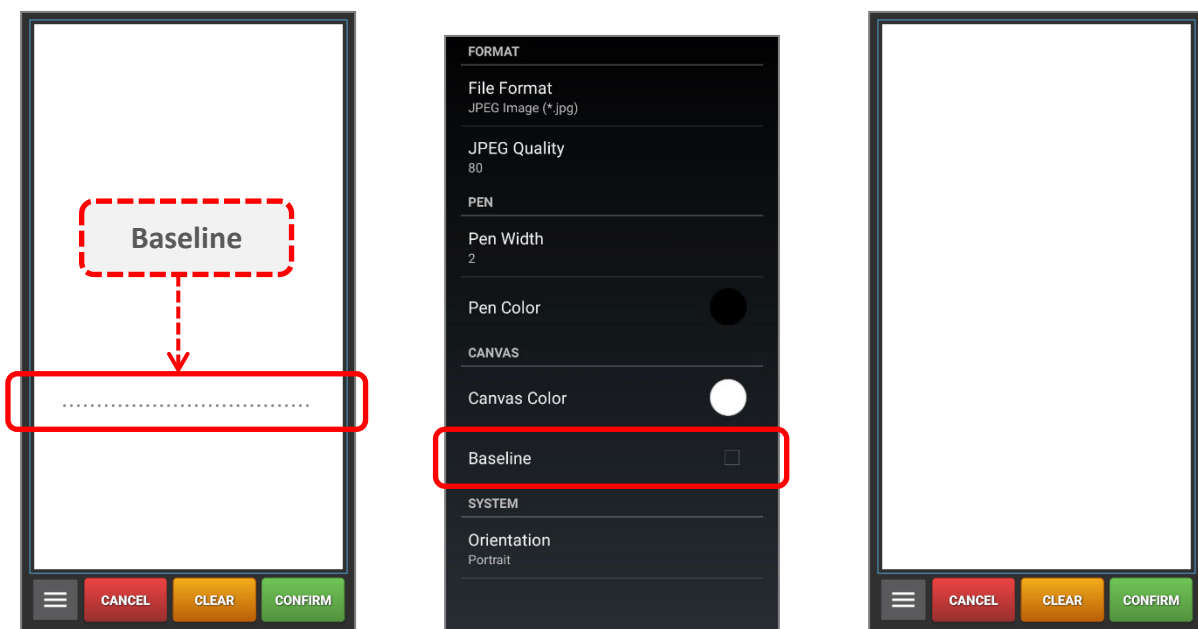 Baseline
CANCEL CLEAR CONFIRM
FORMAT
File Format
JPEG Image (*.jpg)
JPEG Quality
80
PEN
Pen Width
2
Pen Color
CANVAS
Canvas Color
Baseline
SYSTEM
Orientation
Portrait
CANCEL CLEAR CONFIRM